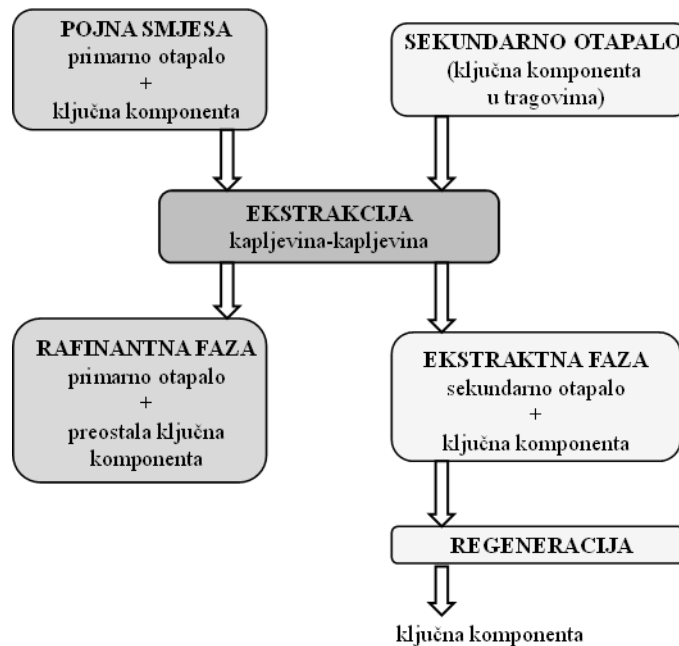 POJNA SMJESA
primarno otapalo
+
ključna komponenta
SEKUNDARNO OTAPALO
(ključna komponenta
u tragovima)
EKSTRAKCIJA
kapljevina-kapljevina
RAFINANTNA FAZA
primarno otapalo
+
preostala ključna
komponenta
EKSTRAKTNA FAZA
sekundarno otapalo
+
ključna komponenta
REGENERACIJA
ključna komponenta